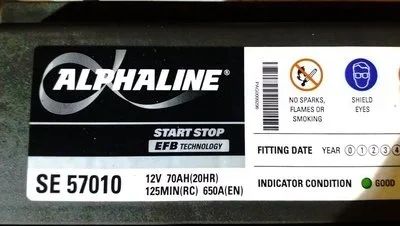 ALPHALINE®
START STOP
EFB TECHNOLOGY
SE 57010
12V 70AH(20HR)
125MIN(RC) 650A(EN)
NO SPARKS,
FLAMES OR
SMOKING
SHIELD
EYES
FITTING DATE YEAR 0 1 2 3 4
INDICATOR CONDITION GOOD